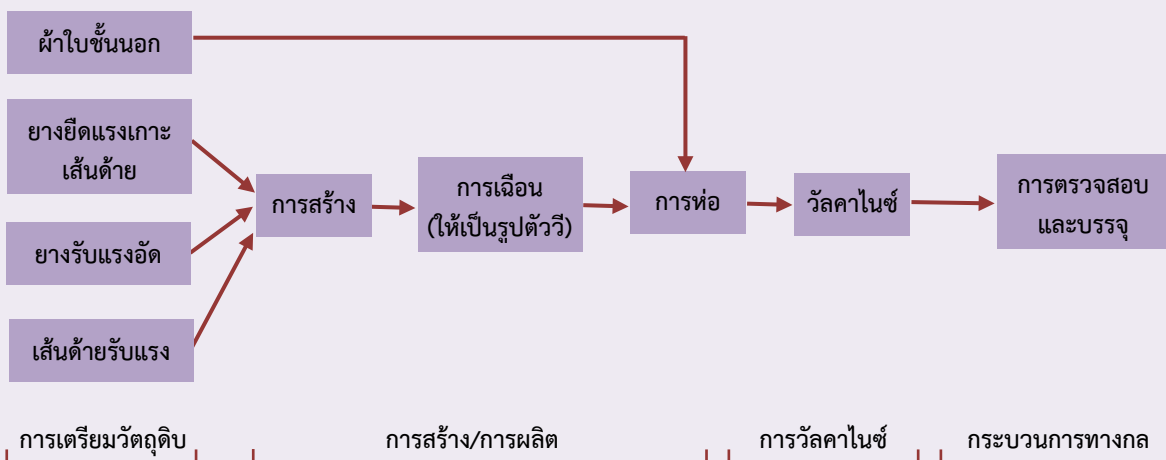 ผ้าใบชั้นนอก
ยางยืดแรงเกาะ
เส้นด้าย
ยางรับแรงอัด
เส้นด้ายรับแรง
การสร้าง
การเฉือน
(ให้เป็นรูปตัววี)
การห่อ
วัลคาไนซ์
การตรวจสอบ
และบรรจุ
การเตรียมวัตถุดิบ
การสร้าง/การผลิต
การวัลคาไนซ์
กระบวนการทางกล